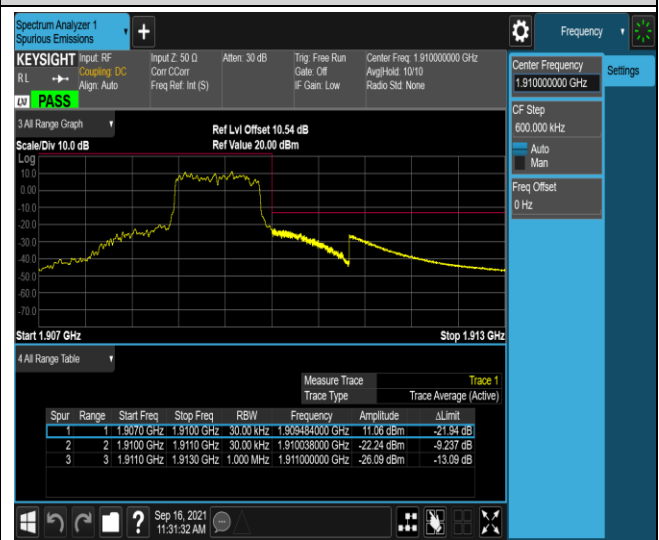 Spectrum Analyzer 1
Spurious Emissions
Frequency
KEYSIGHT Input: RF Input Z: 50 Ω Atten: 30 dB Trig: Free Run Center Freq: 1.910000000 GHz
RL Coupling: DC Corr CCorr Gate: Off Avg|Hold: 10/10
Align: Auto Freq Ref: Int (S) IF Gain: Low Radio Std: None
LXI PASS
Center Frequency
1.910000000 GHz
Settings
CF Step
600.000 kHz
Auto
Man
Freq Offset
0 Hz
3 All Range Graph
Ref Lvl Offset 10.54 dB
Scale/Div 10.0 dB Ref Value 20.00 dBm
Log
10.0
0.00
-10.0
-20.0
-30.0
-40.0
-50.0
-60.0
-70.0
Start 1.907 GHz Stop 1.913 GHz
4 All Range Table
Measure Trace Trace 1
Trace Type Trace Average (Active)
Spur Range Start Freq Stop Freq RBW Frequency Amplitude ΔLimit
1 1 1.9070 GHz 1.9100 GHz 30.00 kHz 1.909484000 GHz 11.06 dBm -21.94 dB
2 2 1.9100 GHz 1.9110 GHz 30.00 kHz 1.910038000 GHz -22.24 dBm -9.237 dB
3 3 1.9110 GHz 1.9130 GHz 1.000 MHz 1.911000000 GHz -26.09 dBm -13.09 dB
Sep 16, 2021
11:31:32 AM